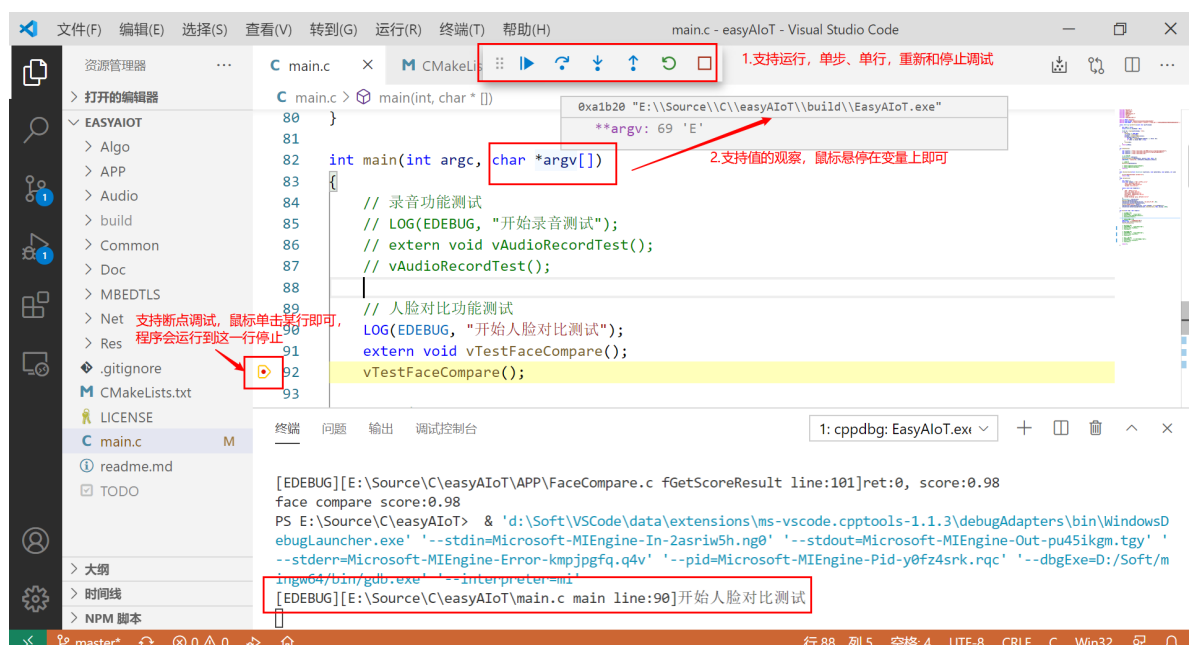 文件(F) 编辑(E) 选择(S) 查看(V) 转到(G) 运行(R) 终端(T) 帮助(H) main.c - easyAIoT - Visual Studio Code
资源管理器 ···
C main.c × M CMakeLis
1.支持运行，单步、单行，重新和停止调试
> 打开的编辑器
C main.c > main(int, char * [])
0xa1b20 "E:\\Source\\C\\easyAIoT\\build\\EasyAIoT.exe"
**argv: 69 'E'
2.支持值的观察，鼠标悬停在变量上即可
EASYAIOT
> Algo
> APP
> Audio
> build
> Common
> Doc
> MBEDTLS
> Net
> Res
.gitignore
M CMakeLists.txt
LICENSE
C main.c M
readme.md
TODO
> 大纲
> 时间线
> NPM 脚本
1
1
支持断点调试，鼠标单击某行即可，
程序会运行到这一行停止
80 }
81
82 int main(int argc, char *argv[])
83 {
84 // 录音功能测试
85 // LOG(EDEBUG, "开始录音测试");
86 // extern void vAudioRecordTest();
87 // vAudioRecordTest();
88
89 // 人脸对比功能测试
90 LOG(EDEBUG, "开始人脸对比测试");
91 extern void vTestFaceCompare();
92 vTestFaceCompare();
93
终端 问题 输出 调试控制台 1: cppdbg: EasyAIoT.exe
[EDEBUG][E:\Source\C\easyAIoT\APP\FaceCompare.c fGetScoreResult line:101]ret:0, score:0.98
face compare score:0.98
PS E:\Source\C\easyAIoT> & 'd:\Soft\VSCode\data\extensions\ms-vscode.cpptools-1.1.3\debugAdapters\bin\WindowsD
ebugLauncher.exe' '--stdin=Microsoft-MIEngine-In-2asriw5h.ng0' '--stdout=Microsoft-MIEngine-Out-pu45ikgm.tgy' '
--stderr=Microsoft-MIEngine-Error-kmpjpgfq.q4v' '--pid=Microsoft-MIEngine-Pid-y0fz4srk.rqc' '--dbgExe=D:/Soft/m
ingw64/bin/gdb.exe' '--interpreter=mi'
[EDEBUG][E:\Source\C\easyAIoT\main.c main line:90]开始人脸对比测试
master* 0 0 行 88, 列 5 空格: 4 UTF-8 CRLF C Win32